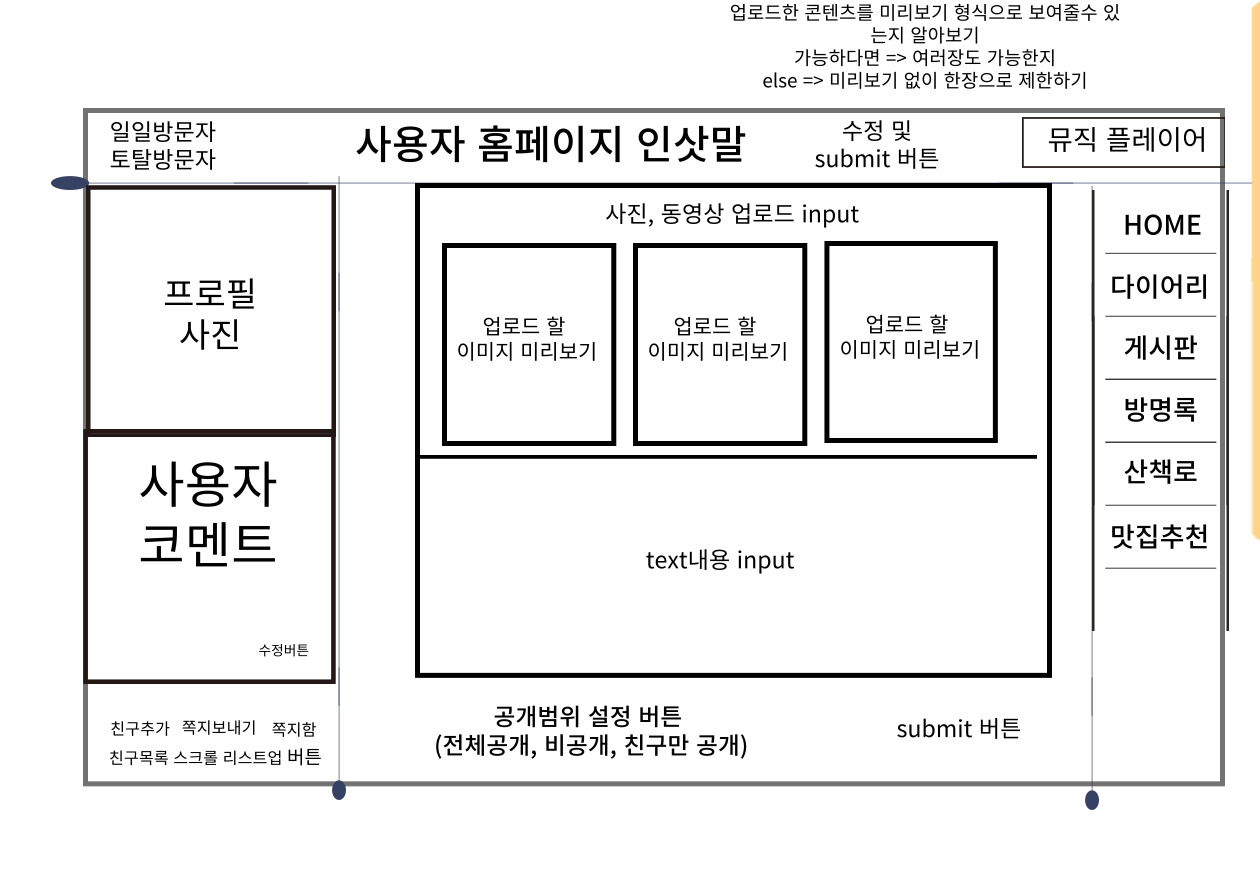 업로드한 콘텐츠를 미리보기 형식으로 보여줄수 있
는지 알아보기
가능하다면 => 여러장도 가능한지
else => 미리보기 없이 한장으로 제한하기
일일방문자
토탈방문자
사용자 홈페이지 인삿말
수정 및
submit 버튼
뮤직 플레이어
프로필
사진
사용자
코멘트
수정버튼
친구추가 쪽지보내기 쪽지함
친구목록 스크롤 리스트업 버튼
사진, 동영상 업로드 input
업로드 할
이미지 미리보기
업로드 할
이미지 미리보기
업로드 할
이미지 미리보기
text내용 input
공개범위 설정 버튼
(전체공개, 비공개, 친구만 공개)
submit 버튼
HOME
다이어리
게시판
방명록
산책로
맛집추천